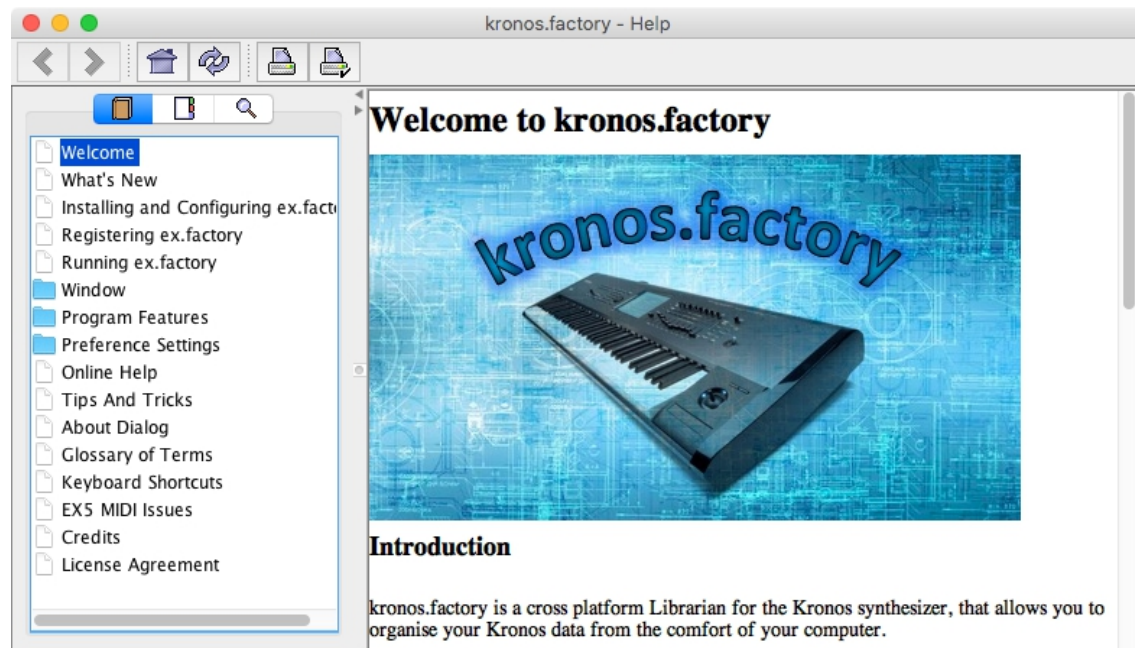 kronos.factory - Help
Welcome
What's New
Installing and Configuring ex.facto
Registering ex.factory
Running ex.factory
Window
Program Features
Preference Settings
Online Help
Tips And Tricks
About Dialog
Glossary of Terms
Keyboard Shortcuts
EX5 MIDI Issues
Credits
License Agreement
Welcome to kronos.factory
kronos.factory
Introduction
kronos.factory is a cross platform Librarian for the Kronos synthesizer, that allows you to
organise your Kronos data from the comfort of your computer.